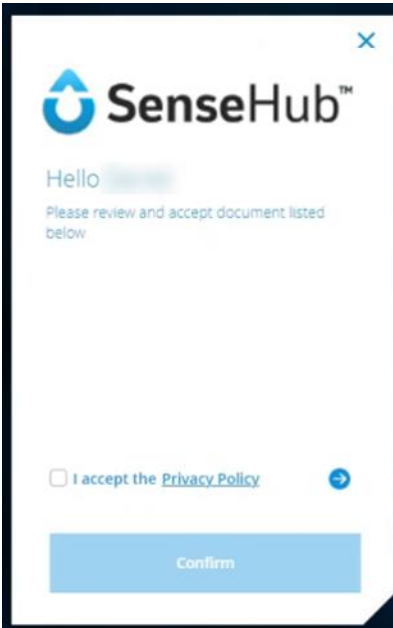 SenseHub™
Hello
Please review and accept document listed
below
I accept the Privacy Policy
Confirm